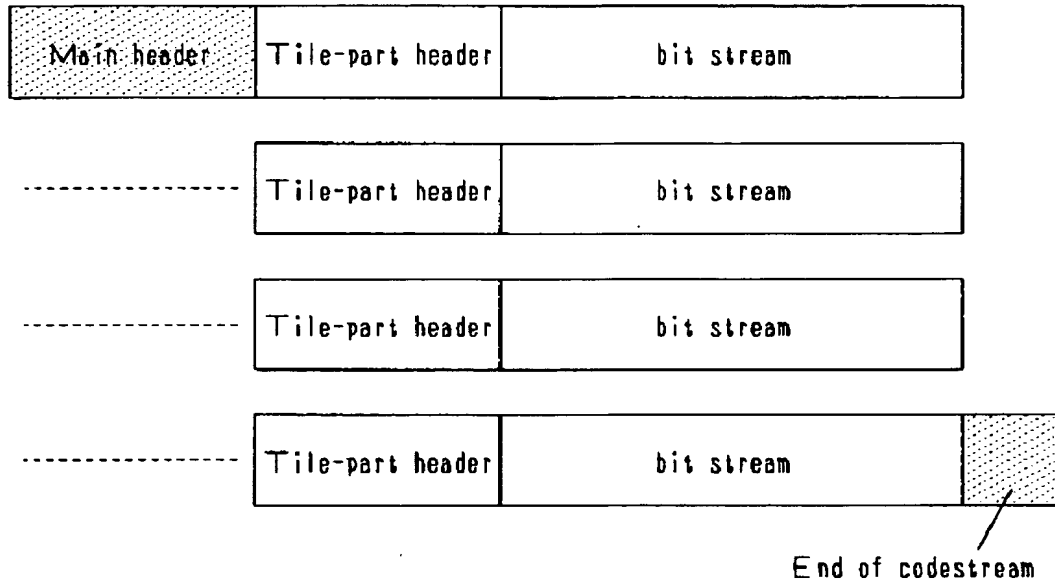 Main header Tile-part header bit stream
Tile-part header bit stream
Tile-part header bit stream
Tile-part header bit stream
End of codestream